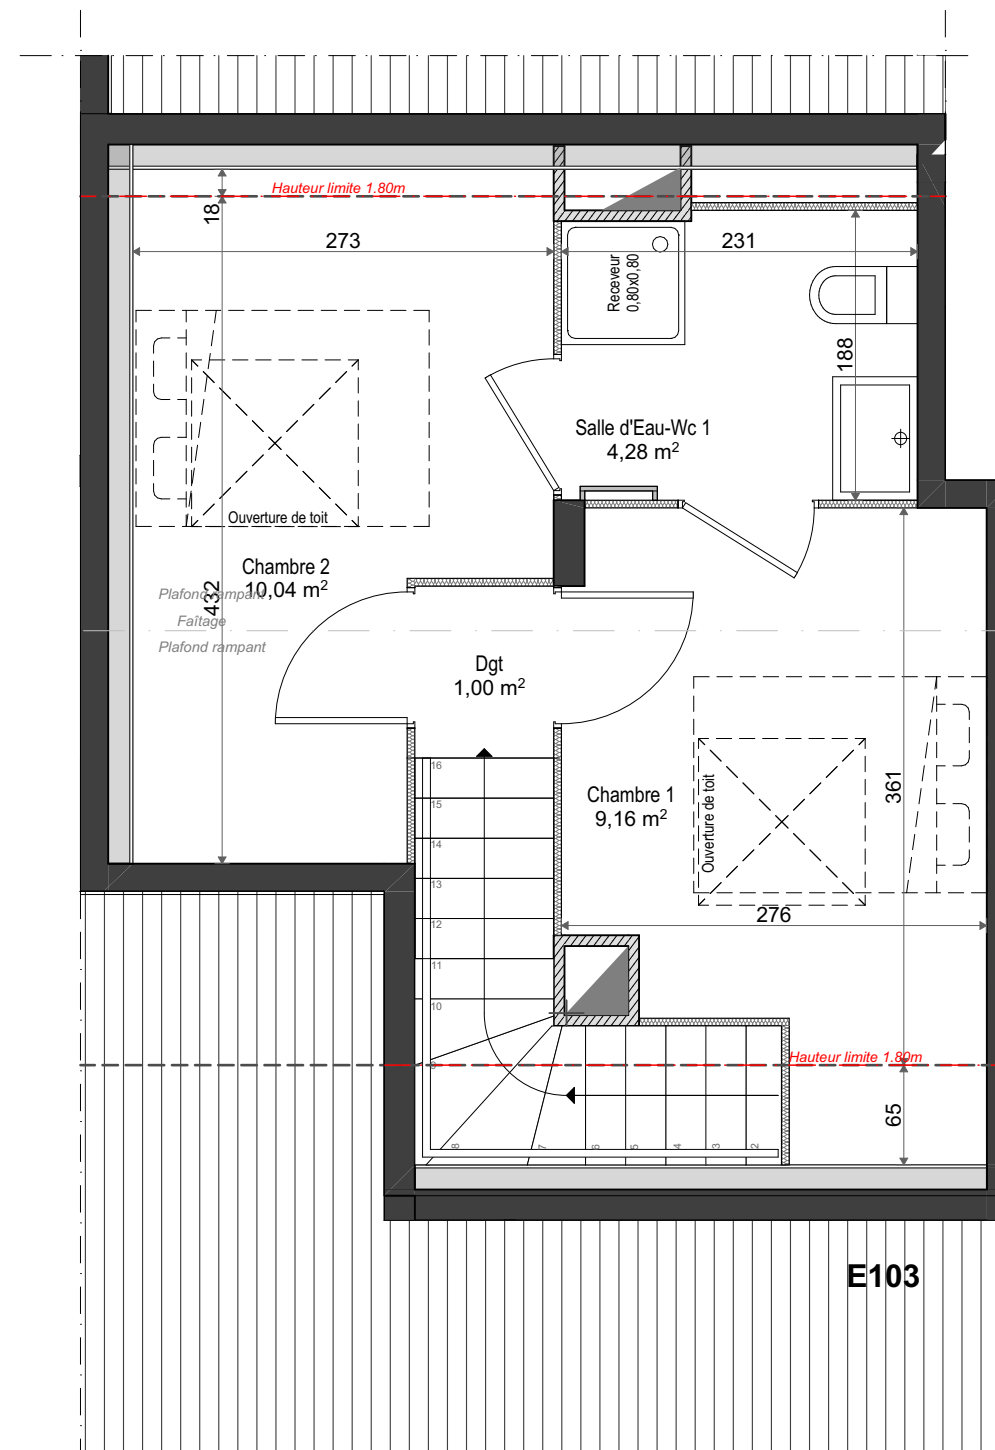 Hauteur limite 1.80m
18
273
231
Receveur
0,80x0,80
188
Salle d'Eau-Wc 1
4,28 m²
Ouverture de toit
Chambre 2
10,04 m²
432
Plafond rampant
Faîtage
Plafond rampant
Dgt
1,00 m²
16
15
14
13
12
11
10
9
8
7
6
5
4
3
2
Chambre 1
9,16 m²
Ouverture de toit
361
276
Hauteur limite 1.80m
65
E103